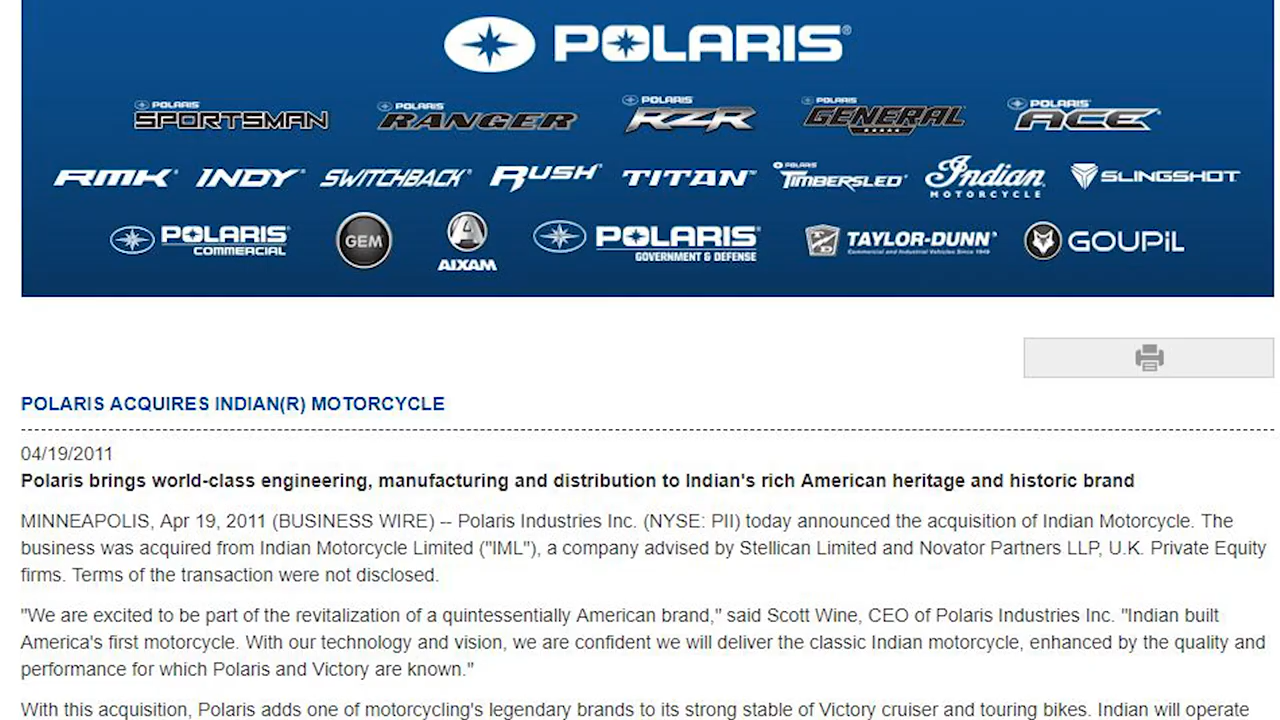 POLARIS®
POLARIS SPORTSMAN POLARIS RANGER POLARIS RZR POLARIS GENERAL POLARIS ACE
RMK INDY SWITCHBACK RUSH TITAN POLARIS TIMBERSLED Indian MOTORCYCLE SLINGSHOT
POLARIS COMMERCIAL GEM A AIXAM POLARIS GOVERNMENT & DEFENSE TAYLOR-DUNN Commercial and Industrial Vehicles Since 1949 GOUPIL
POLARIS ACQUIRES INDIAN(R) MOTORCYCLE
04/19/2011
Polaris brings world-class engineering, manufacturing and distribution to Indian's rich American heritage and historic brand
MINNEAPOLIS, Apr 19, 2011 (BUSINESS WIRE) -- Polaris Industries Inc. (NYSE: PII) today announced the acquisition of Indian Motorcycle. The
business was acquired from Indian Motorcycle Limited ("IML"), a company advised by Stellican Limited and Novator Partners LLP, U.K. Private Equity
firms. Terms of the transaction were not disclosed.
"We are excited to be part of the revitalization of a quintessentially American brand," said Scott Wine, CEO of Polaris Industries Inc. "Indian built
America's first motorcycle. With our technology and vision, we are confident we will deliver the classic Indian motorcycle, enhanced by the quality and
performance for which Polaris and Victory are known."
With this acquisition, Polaris adds one of motorcycling's legendary brands to its strong stable of Victory cruiser and touring bikes. Indian will operate